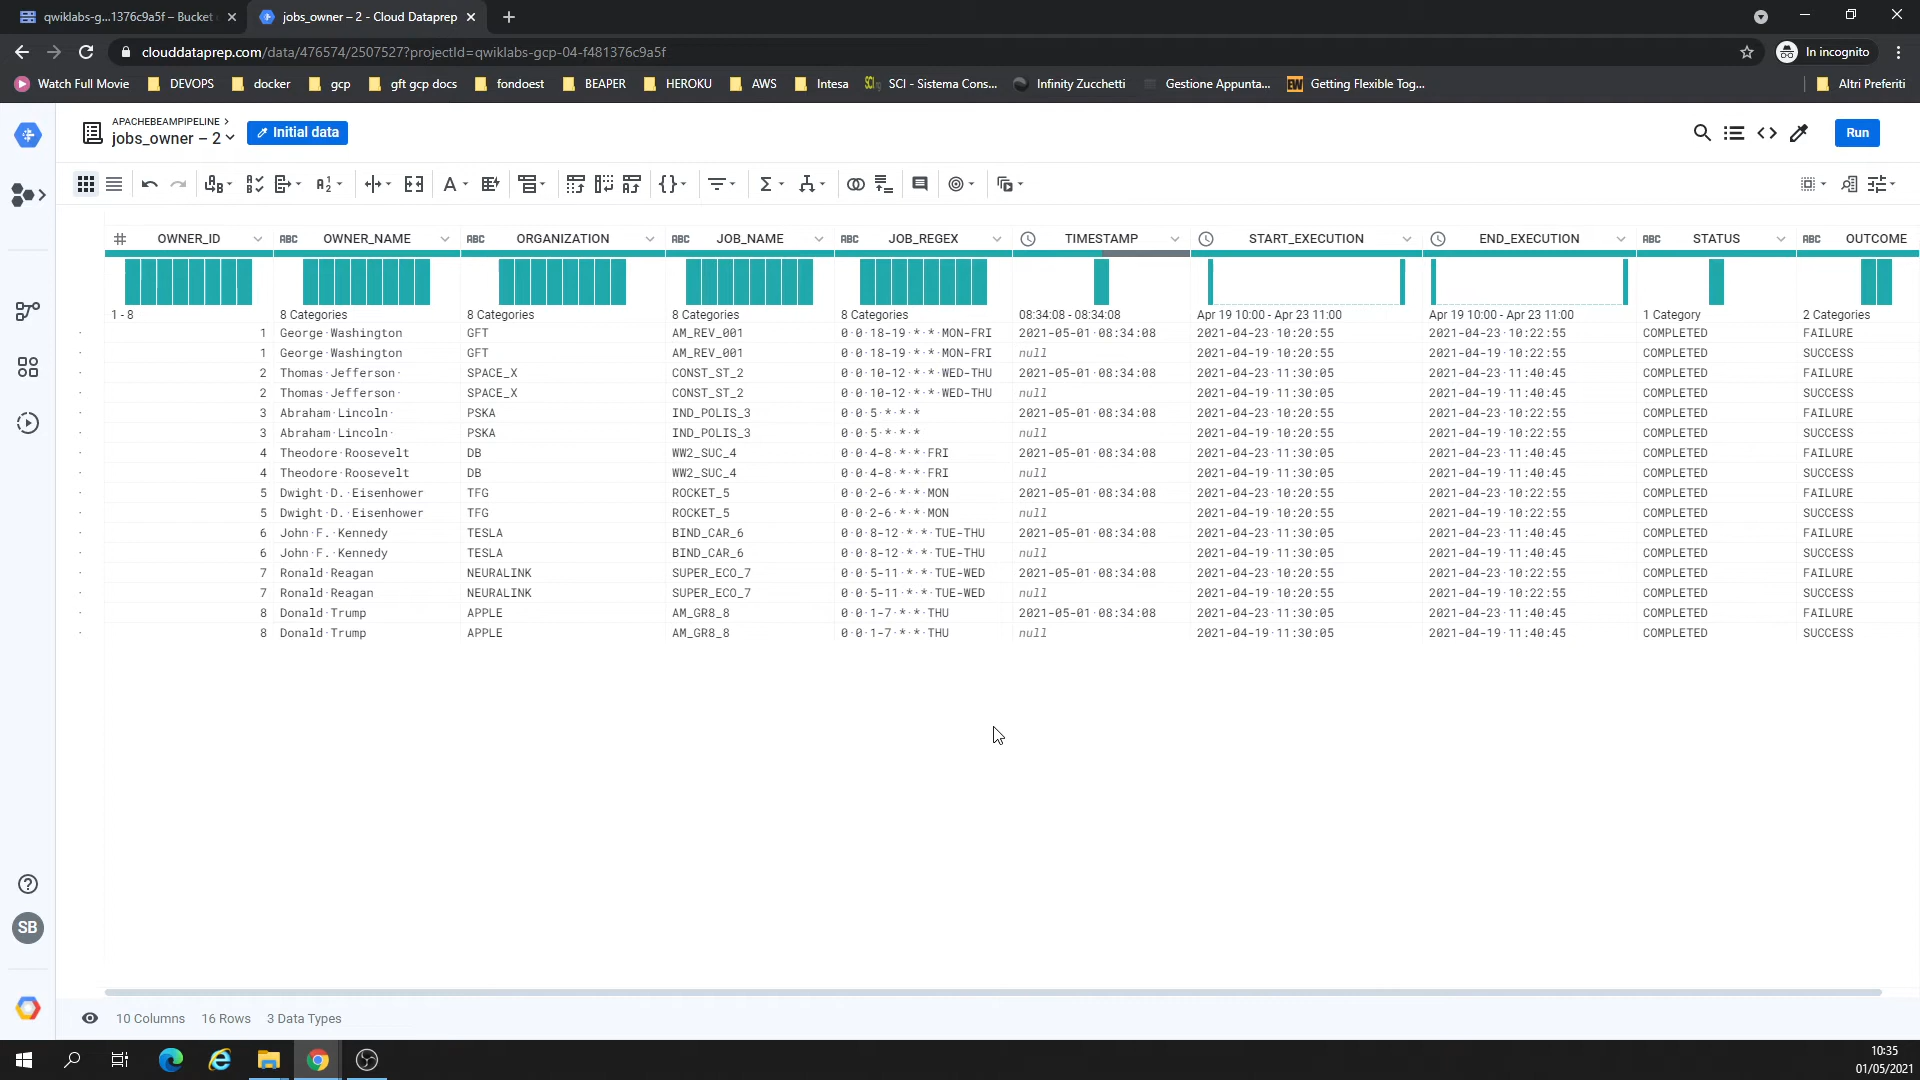 qwiklabs-g...1376c9a5f – Bucket
jobs_owner – 2 - Cloud Dataprep
clouddataprep.com/data/476574/2507527?projectId=qwiklabs-gcp-04-f481376c9a5f
In incognito
Watch Full Movie DEVOPS docker gcp gft gcp docs fondoest BEAPER HEROKU AWS Intesa SCI - Sistema Cons... Infinity Zucchetti Gestione Appunta... Getting Flexible Tog... Altri Preferiti
APACHEBEAMPIPELINE >
jobs_owner – 2
Initial data
Run
# OWNER_ID ABC OWNER_NAME ABC ORGANIZATION ABC JOB_NAME ABC JOB_REGEX TIMESTAMP START_EXECUTION END_EXECUTION ABC STATUS ABC OUTCOME
1 - 8 8 Categories 8 Categories 8 Categories 8 Categories 08:34:08 - 08:34:08 Apr 19 10:00 - Apr 23 11:00 Apr 19 10:00 - Apr 23 11:00 1 Category 2 Categories
1 George·Washington GFT AM_REV_001 0·0·18-19·*·*·MON-FRI 2021-05-01·08:34:08 2021-04-23·10:20:55 2021-04-23·10:22:55 COMPLETED FAILURE
1 George·Washington GFT AM_REV_001 0·0·18-19·*·*·MON-FRI null 2021-04-19·10:20:55 2021-04-19·10:22:55 COMPLETED SUCCESS
2 Thomas·Jefferson· SPACE_X CONST_ST_2 0·0·10-12·*·*·WED-THU 2021-05-01·08:34:08 2021-04-23·11:30:05 2021-04-23·11:40:45 COMPLETED FAILURE
2 Thomas·Jefferson· SPACE_X CONST_ST_2 0·0·10-12·*·*·WED-THU null 2021-04-19·11:30:05 2021-04-19·11:40:45 COMPLETED SUCCESS
3 Abraham·Lincoln· PSKA IND_POLIS_3 0·0·5·*·*·* 2021-05-01·08:34:08 2021-04-23·10:20:55 2021-04-23·10:22:55 COMPLETED FAILURE
3 Abraham·Lincoln· PSKA IND_POLIS_3 0·0·5·*·*·* null 2021-04-19·10:20:55 2021-04-19·10:22:55 COMPLETED SUCCESS
4 Theodore·Roosevelt DB WW2_SUC_4 0·0·4-8·*·*·FRI 2021-05-01·08:34:08 2021-04-23·11:30:05 2021-04-23·11:40:45 COMPLETED FAILURE
4 Theodore·Roosevelt DB WW2_SUC_4 0·0·4-8·*·*·FRI null 2021-04-19·11:30:05 2021-04-19·11:40:45 COMPLETED SUCCESS
5 Dwight·D.·Eisenhower TFG ROCKET_5 0·0·2-6·*·*·MON 2021-05-01·08:34:08 2021-04-23·10:20:55 2021-04-23·10:22:55 COMPLETED FAILURE
5 Dwight·D.·Eisenhower TFG ROCKET_5 0·0·2-6·*·*·MON null 2021-04-19·10:20:55 2021-04-19·10:22:55 COMPLETED SUCCESS
6 John·F.·Kennedy TESLA BIND_CAR_6 0·0·8-12·*·*·TUE-THU 2021-05-01·08:34:08 2021-04-23·11:30:05 2021-04-23·11:40:45 COMPLETED FAILURE
6 John·F.·Kennedy TESLA BIND_CAR_6 0·0·8-12·*·*·TUE-THU null 2021-04-19·11:30:05 2021-04-19·11:40:45 COMPLETED SUCCESS
7 Ronald·Reagan NEURALINK SUPER_ECO_7 0·0·5-11·*·*·TUE-WED 2021-05-01·08:34:08 2021-04-23·10:20:55 2021-04-23·10:22:55 COMPLETED FAILURE
7 Ronald·Reagan NEURALINK SUPER_ECO_7 0·0·5-11·*·*·TUE-WED null 2021-04-19·10:20:55 2021-04-19·10:22:55 COMPLETED SUCCESS
8 Donald·Trump APPLE AM_GR8_8 0·0·1-7·*·*·THU 2021-05-01·08:34:08 2021-04-23·11:30:05 2021-04-23·11:40:45 COMPLETED FAILURE
8 Donald·Trump APPLE AM_GR8_8 0·0·1-7·*·*·THU null 2021-04-19·11:30:05 2021-04-19·11:40:45 COMPLETED SUCCESS
SB
10 Columns 16 Rows 3 Data Types
10:35
01/05/2021